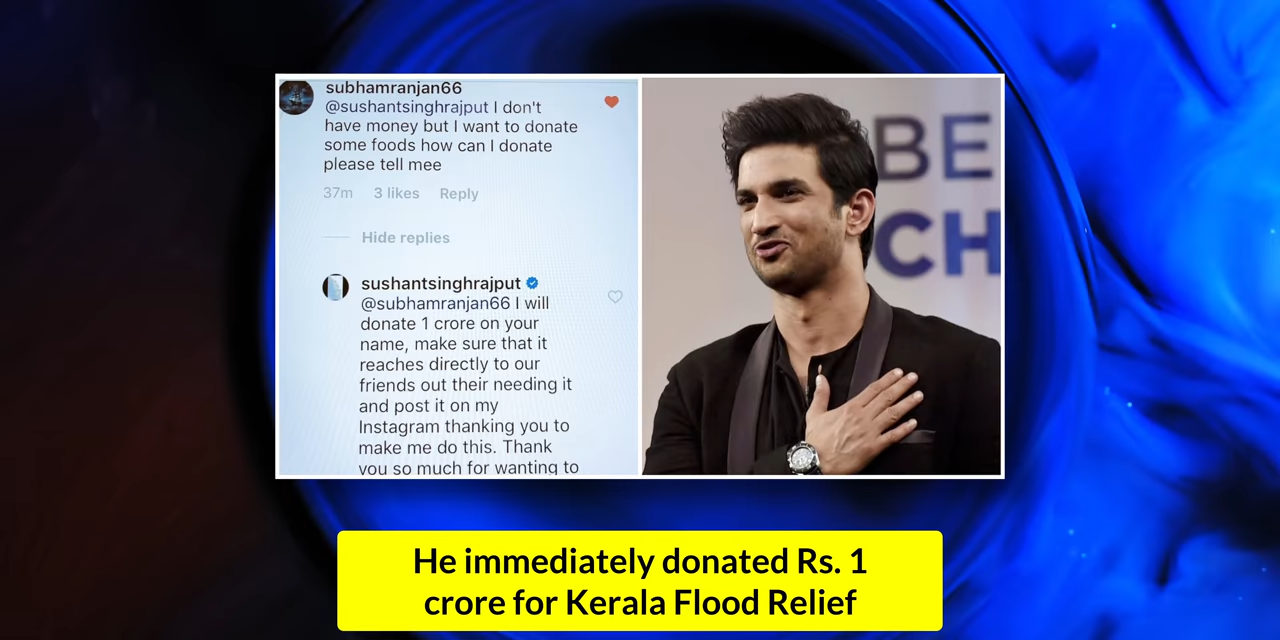 subhamranjan66
@sushantsinghrajput I don't
have money but I want to donate
some foods how can I donate
please tell mee
37m 3 likes Reply
Hide replies
sushantsinghrajput
@subhamranjan66 I will
donate 1 crore on your
name, make sure that it
reaches directly to our
friends out their needing it
and post it on my
Instagram thanking you to
make me do this. Thank
you so much for wanting to
BE
CH
He immediately donated Rs. 1
crore for Kerala Flood Relief